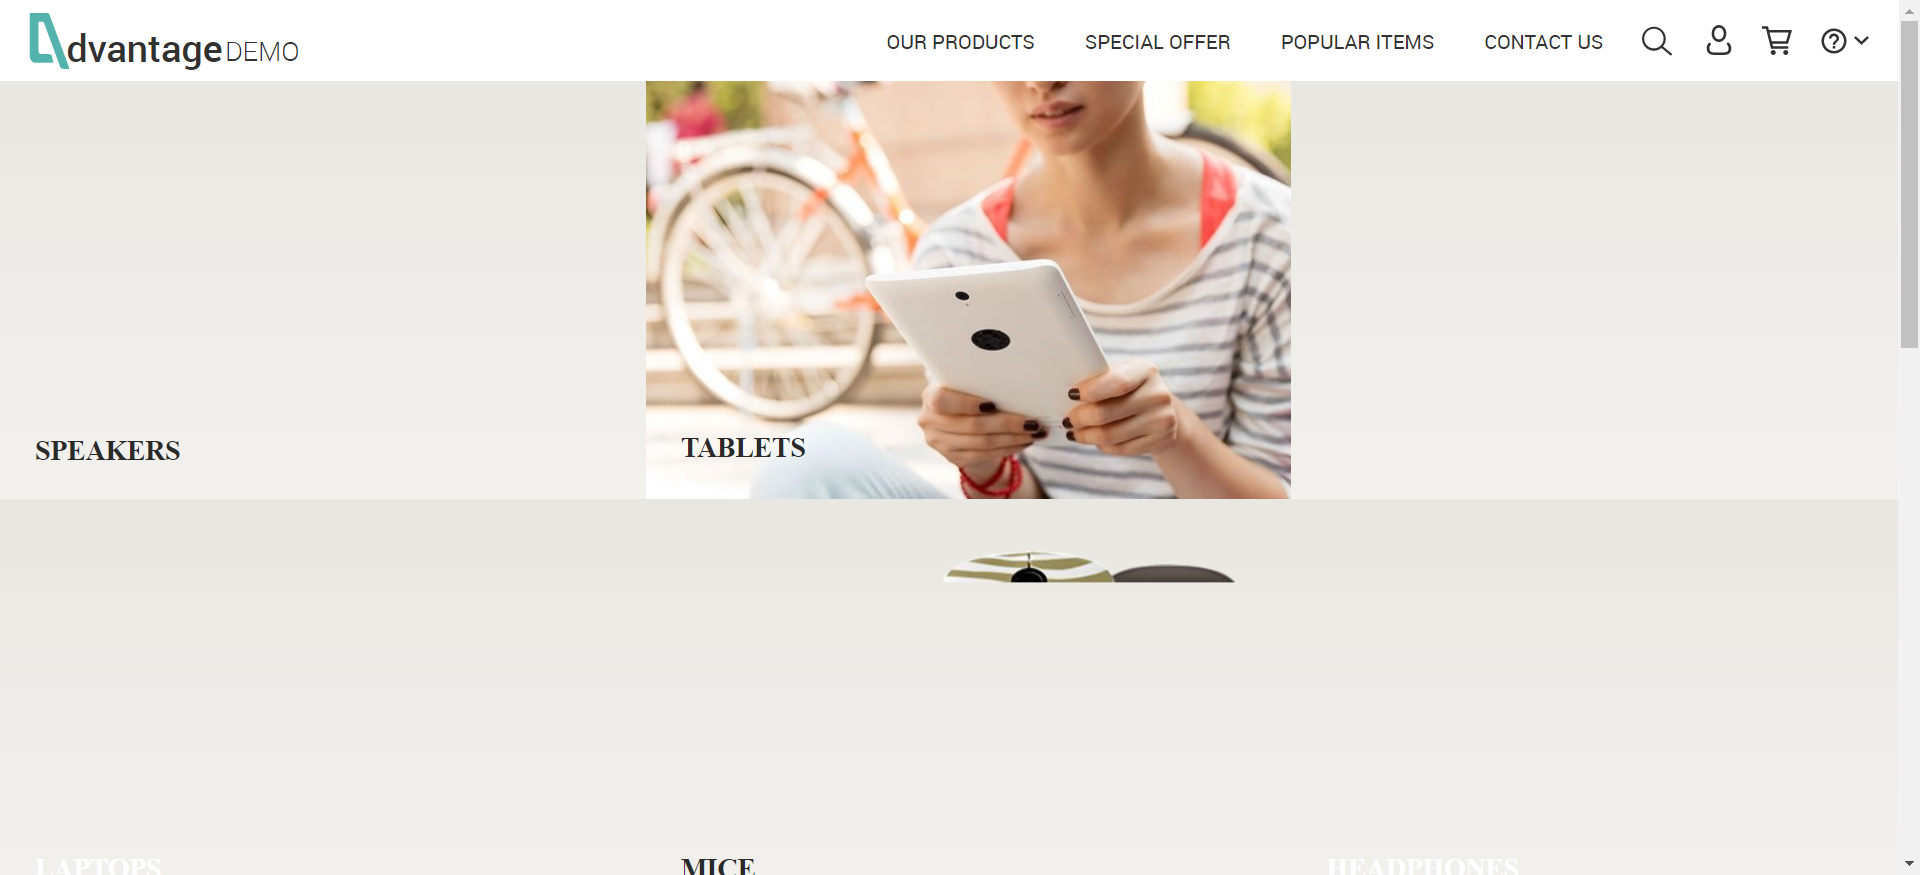 dvantage DEMO
OUR PRODUCTS SPECIAL OFFER POPULAR ITEMS CONTACT US
SPEAKERS
TABLETS
LAPTOPS
MICE
HEADPHONES